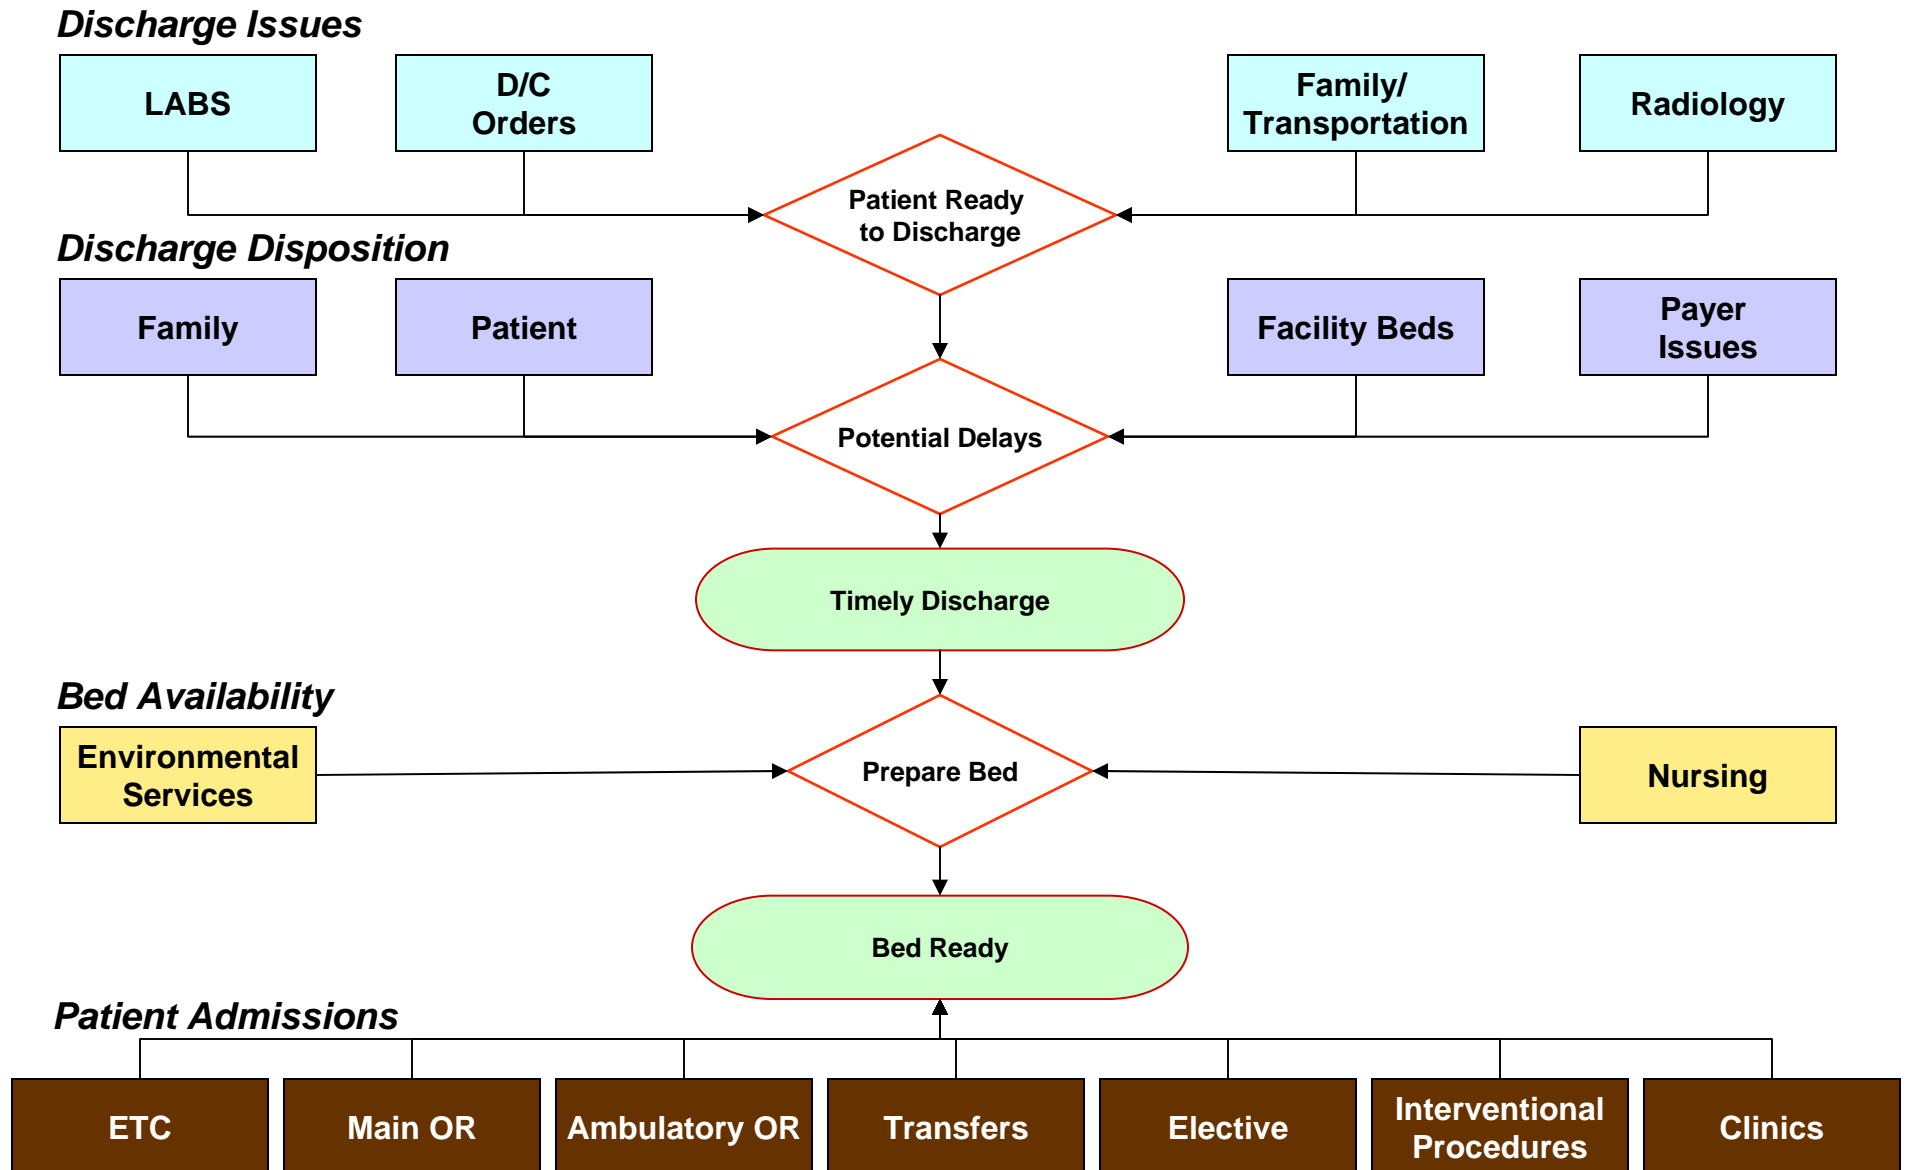 Discharge Issues
LABS
D/C
Orders
Family/
Transportation
Radiology
Patient Ready
to Discharge
Discharge Disposition
Family
Patient
Facility Beds
Payer
Issues
Potential Delays
Timely Discharge
Bed Availability
Environmental
Services
Prepare Bed
Nursing
Bed Ready
Patient Admissions
ETC
Main OR
Ambulatory OR
Transfers
Elective
Interventional
Procedures
Clinics